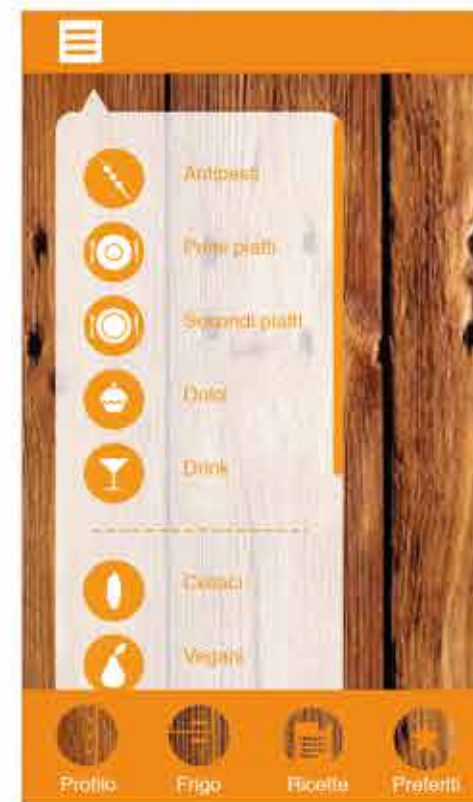 Antipasti
Primi piatti
Secondi piatti
Dolci
Drink
Celiaci
Vegani
Profilo
Frigo
Ricette
Preferiti